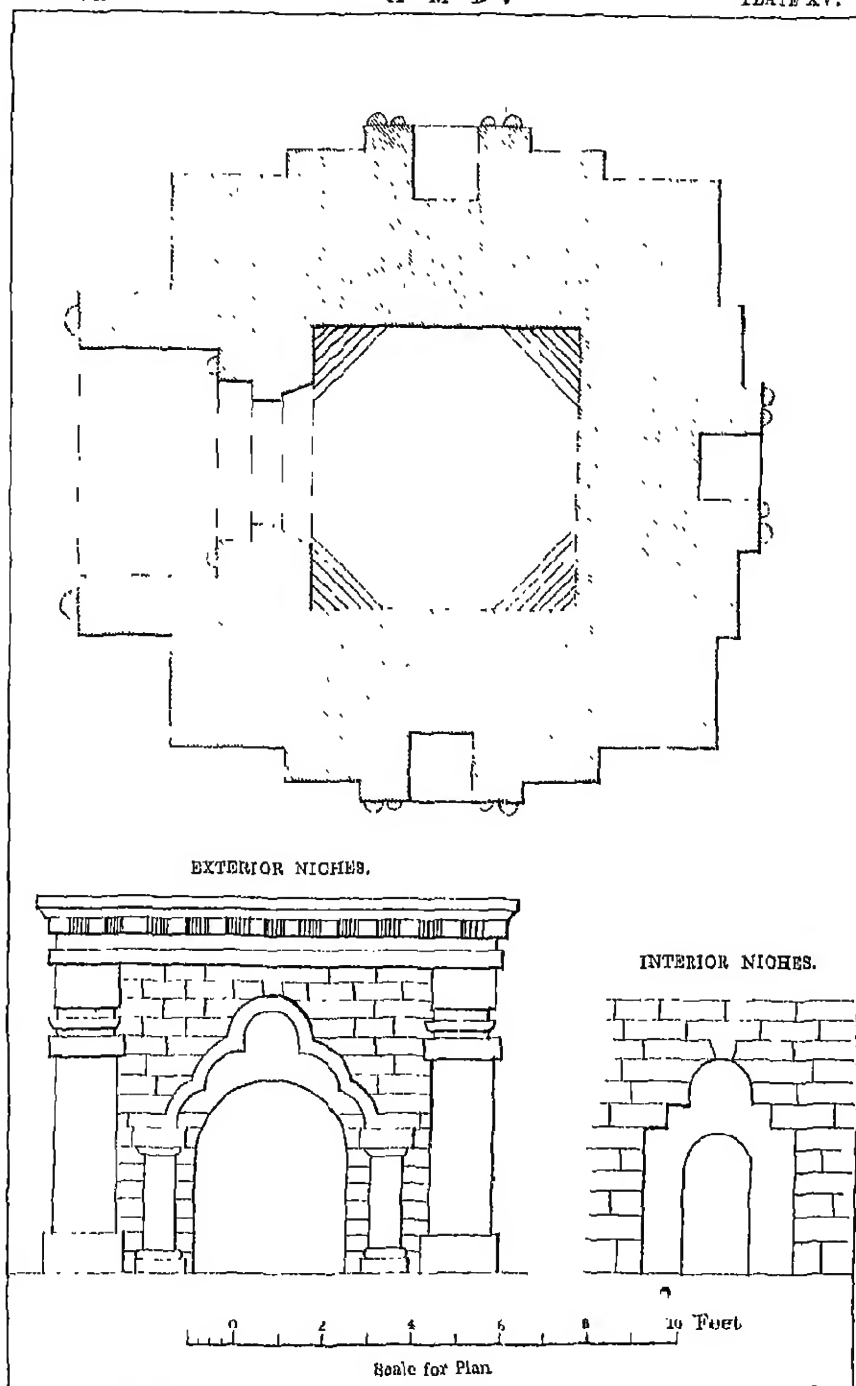 PLATE XV.
EXTERIOR NICHES.
INTERIOR NICHES.
0 2 4 6 8 10 Feet
Scale for Plan